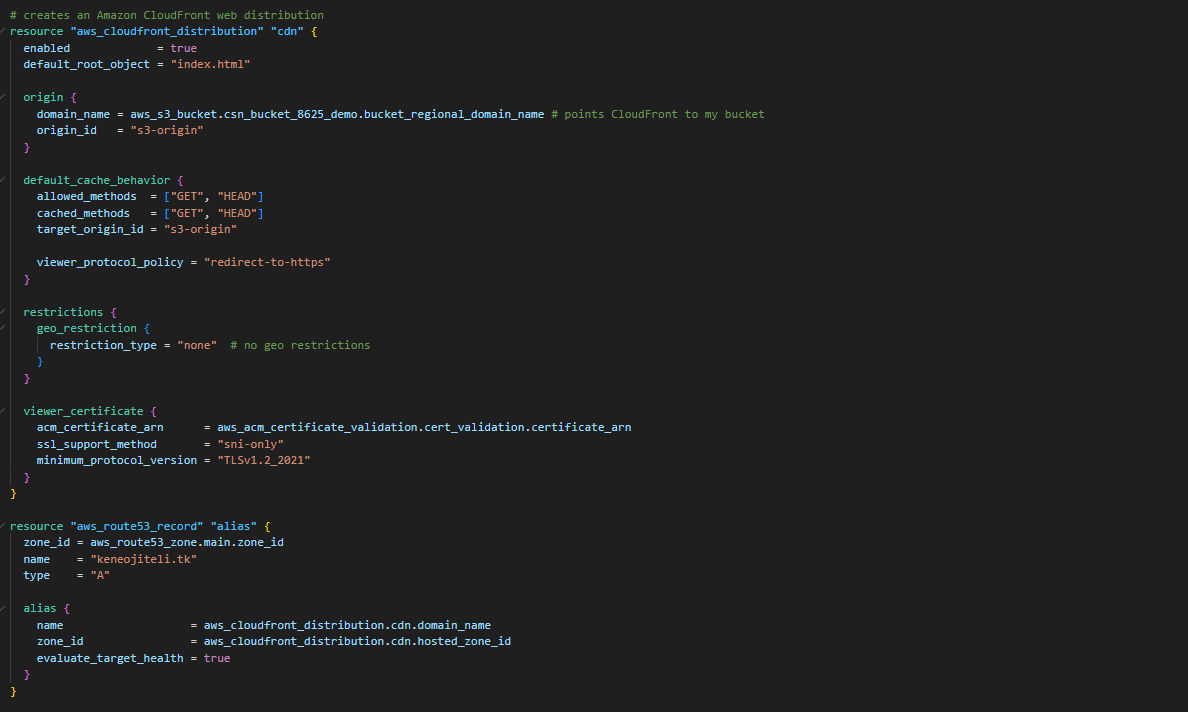 # creates an Amazon CloudFront web distribution
resource "aws_cloudfront_distribution" "cdn" {
  enabled             = true
  default_root_object = "index.html"

  origin {
    domain_name = aws_s3_bucket.csn_bucket_8625_demo.bucket_regional_domain_name # points CloudFront to my bucket
    origin_id   = "s3-origin"
  }

  default_cache_behavior {
    allowed_methods  = ["GET", "HEAD"]
    cached_methods   = ["GET", "HEAD"]
    target_origin_id = "s3-origin"

    viewer_protocol_policy = "redirect-to-https"
  }

  restrictions {
    geo_restriction {
      restriction_type = "none"  # no geo restrictions
    }
  }

  viewer_certificate {
    acm_certificate_arn      = aws_acm_certificate_validation.cert_validation.certificate_arn
    ssl_support_method       = "sni-only"
    minimum_protocol_version = "TLSv1.2_2021"
  }
}

resource "aws_route53_record" "alias" {
  zone_id = aws_route53_zone.main.zone_id
  name    = "keneojiteli.tk"
  type    = "A"

  alias {
    name                   = aws_cloudfront_distribution.cdn.domain_name
    zone_id                = aws_cloudfront_distribution.cdn.hosted_zone_id
    evaluate_target_health = true
  }
}